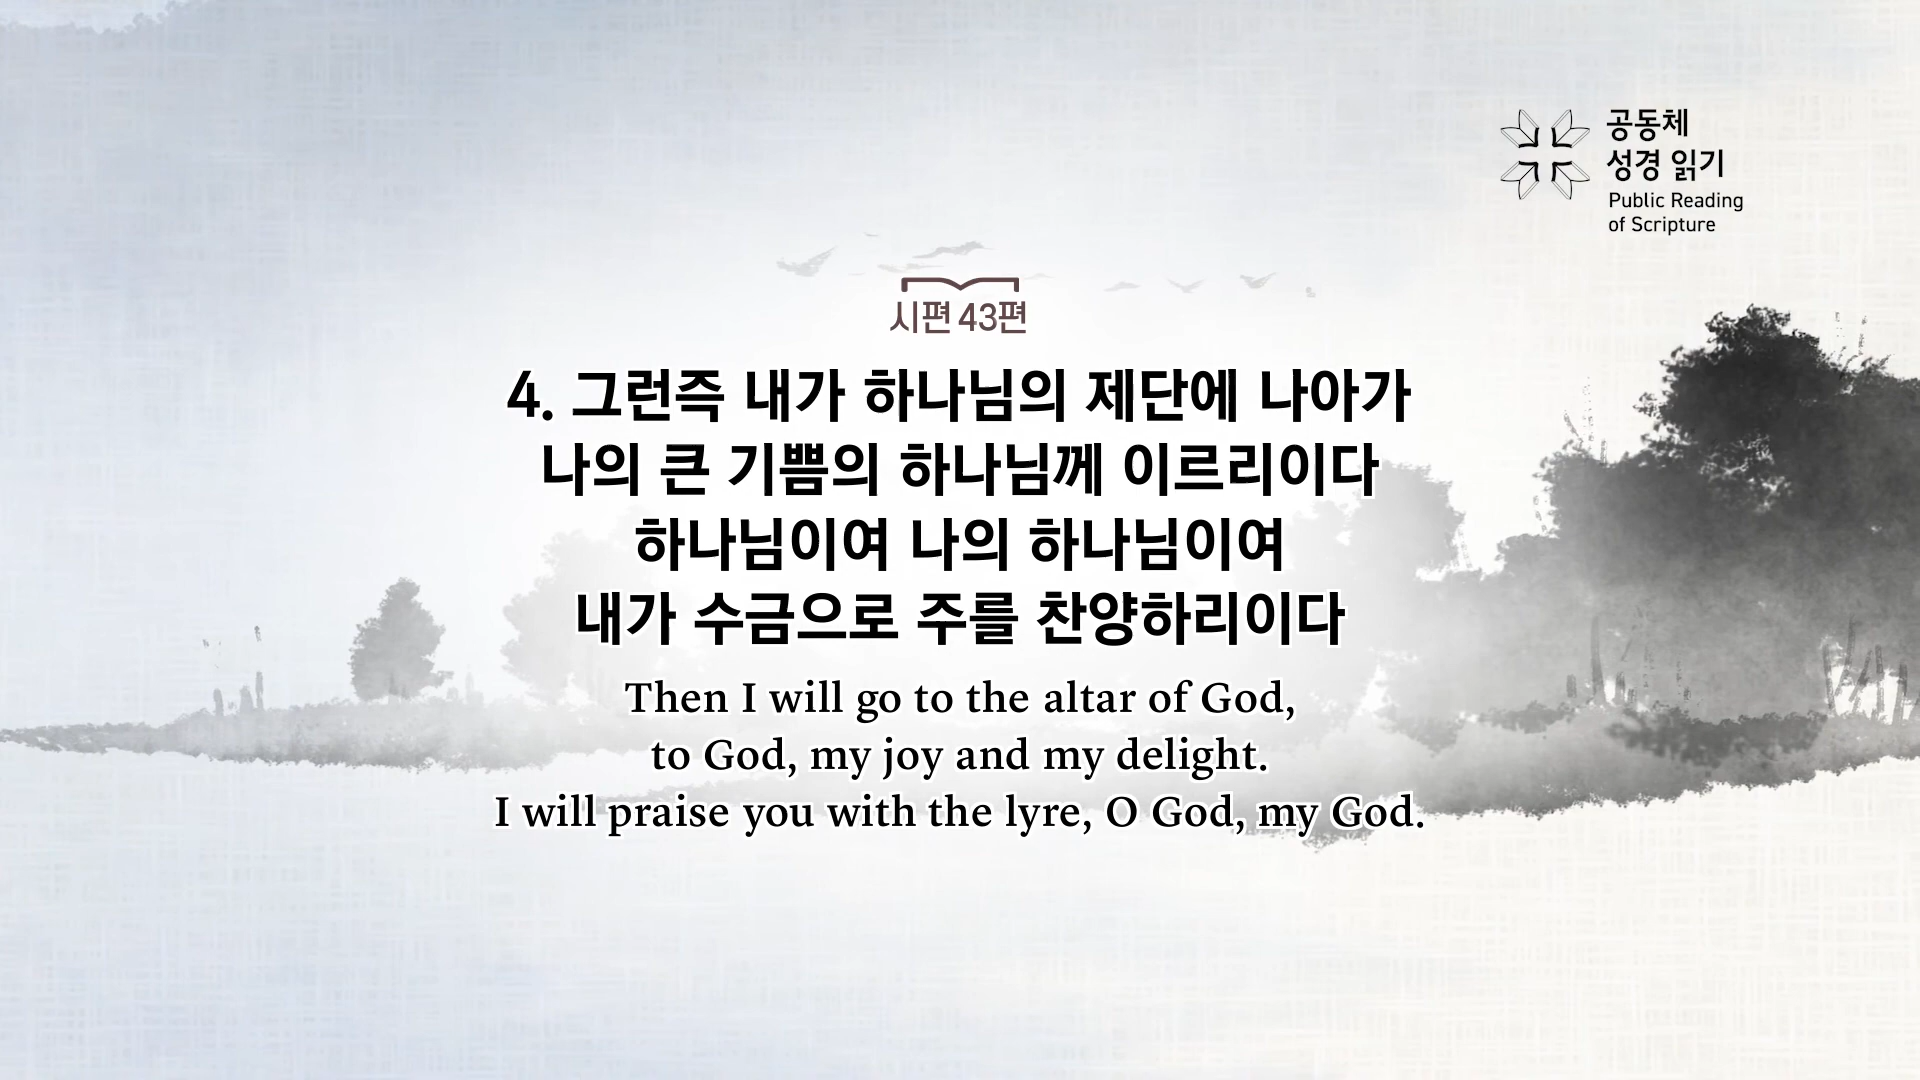 공동체
성경 읽기
Public Reading
of Scripture
시편 43편
4. 그런즉 내가 하나님의 제단에 나아가
나의 큰 기쁨의 하나님께 이르리이다
하나님이여 나의 하나님이여
내가 수금으로 주를 찬양하리이다
Then I will go to the altar of God,
to God, my joy and my delight.
I will praise you with the lyre, O God, my God.